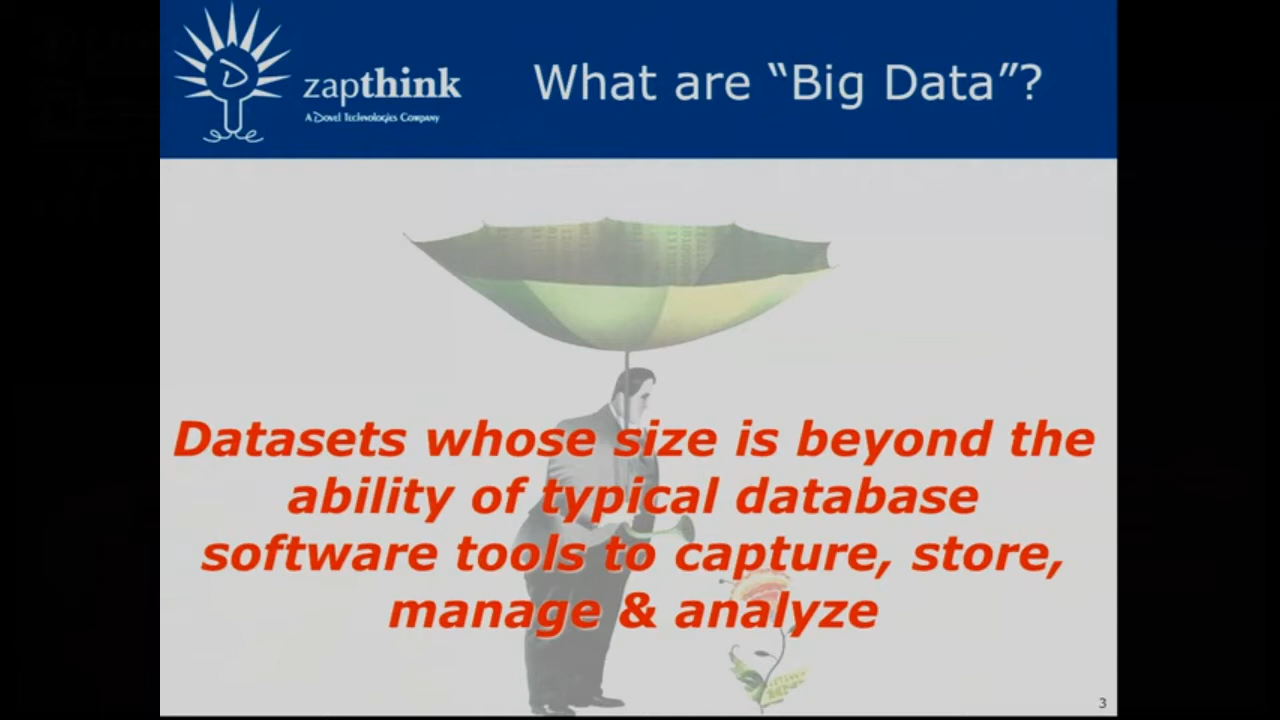 zapthink
A Dovel Technologies Company
What are “Big Data”?
Datasets whose size is beyond the
ability of typical database
software tools to capture, store,
manage & analyze
3